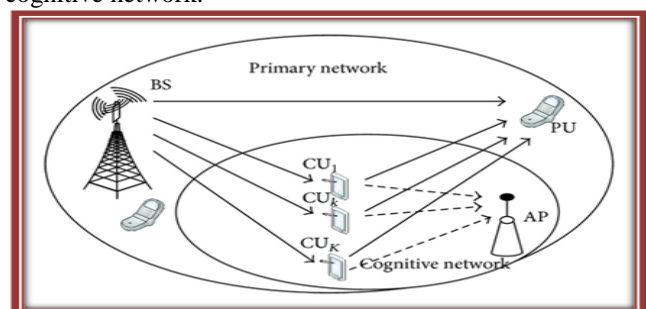 cognitive network.
Primary network
BS
PU
CU1
CUk
AP
CUK
Cognitive network